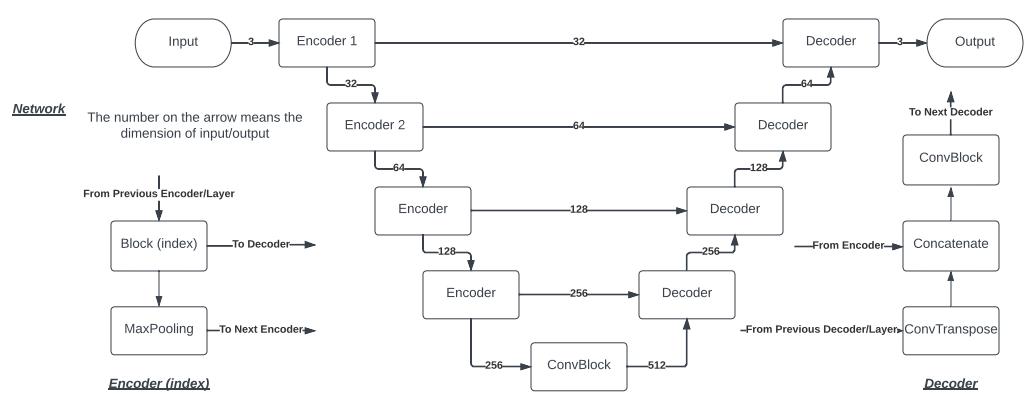 Input
3
Encoder 1
32
Decoder
3
Output
32
64
Network
The number on the arrow means the
dimension of input/output
Encoder 2
64
Decoder
To Next Decoder
64
128
ConvBlock
From Previous Encoder/Layer
Encoder
128
Decoder
Block (index)
To Decoder
128
256
From Encoder
Concatenate
Encoder
256
Decoder
MaxPooling
To Next Encoder
From Previous Decoder/Layer
ConvTranspose
256
ConvBlock
512
Encoder (index)
Decoder